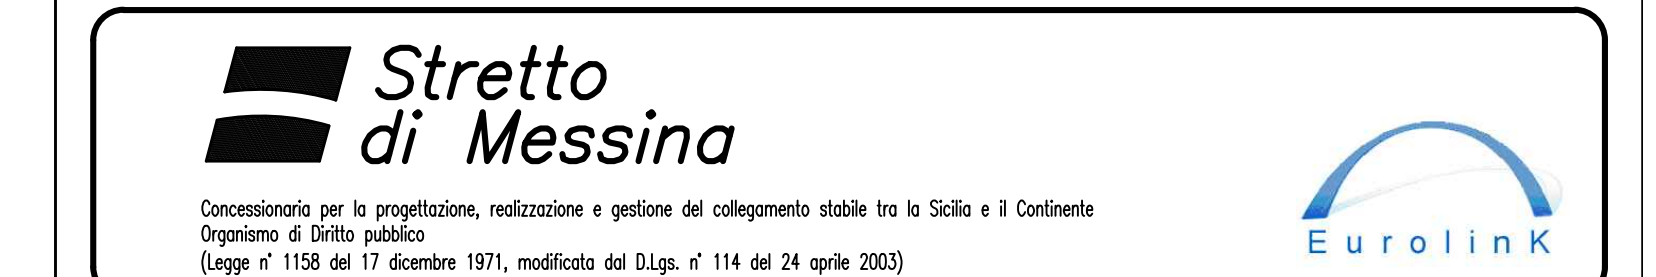 Stretto
di Messina
Concessionaria per la progettazione, realizzazione e gestione del collegamento stabile tra la Sicilia e il Continente
Organismo di Diritto pubblico
(Legge n° 1158 del 17 dicembre 1971, modificata dal D.Lgs. n° 114 del 24 aprile 2003)
EurolinK